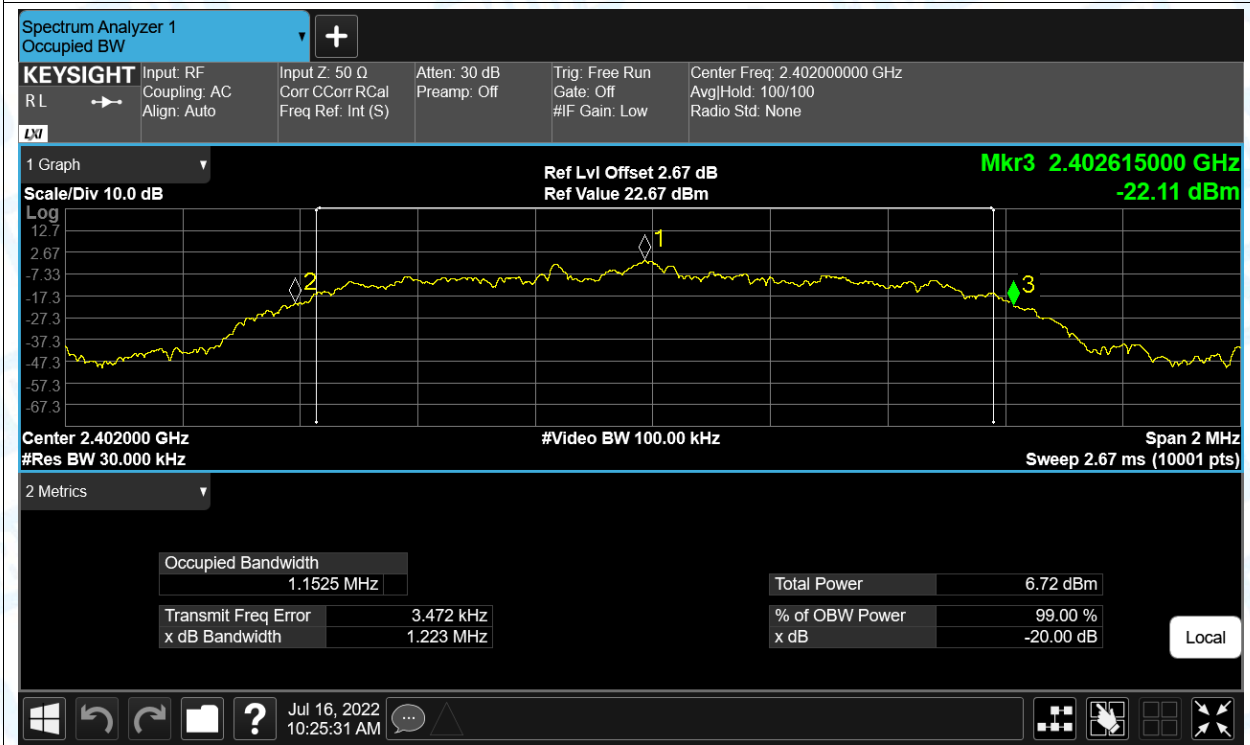 Spectrum Analyzer 1
Occupied BW
+
KEYSIGHT
R L
LXI
Input: RF
Coupling: AC
Align: Auto
Input Z: 50 Ω
Corr CCorr RCal
Freq Ref: Int (S)
Atten: 30 dB
Preamp: Off
Trig: Free Run
Gate: Off
#IF Gain: Low
Center Freq: 2.402000000 GHz
Avg|Hold: 100/100
Radio Std: None
1 Graph
Scale/Div 10.0 dB
Ref Lvl Offset 2.67 dB
Ref Value 22.67 dBm
Mkr3 2.402615000 GHz
-22.11 dBm
Log
12.7
2.67
-7.33
-17.3
-27.3
-37.3
-47.3
-57.3
-67.3
1
2
3
Center 2.402000 GHz
#Video BW 100.00 kHz
Span 2 MHz
#Res BW 30.000 kHz
Sweep 2.67 ms (10001 pts)
2 Metrics
Occupied Bandwidth
1.1525 MHz
Transmit Freq Error 3.472 kHz
x dB Bandwidth 1.223 MHz
Total Power 6.72 dBm
% of OBW Power 99.00 %
x dB -20.00 dB
Local
?
Jul 16, 2022
10:25:31 AM